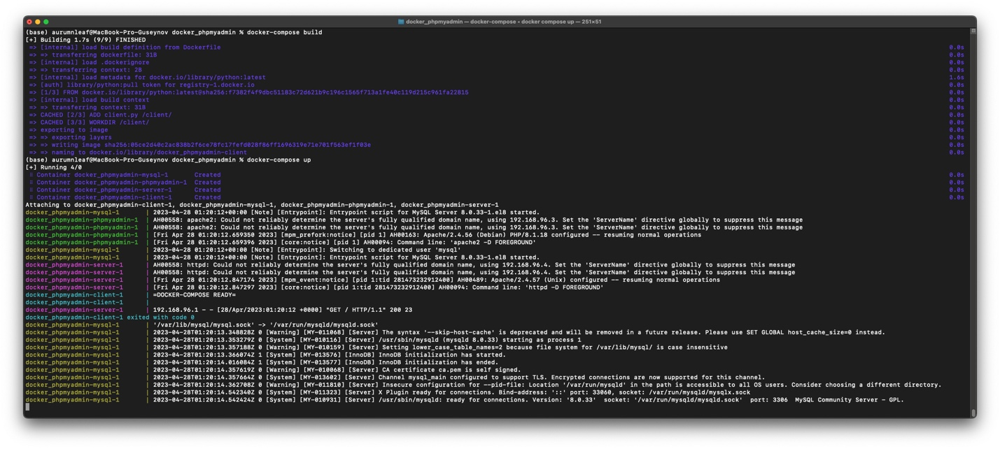 docker_phpmyadmin — docker-compose • docker compose up — 251×51
(base) aurumnleaf@MacBook-Pro-Guseynov docker_phpmyadmin % docker-compose build
[+] Building 1.7s (9/9) FINISHED
=> [internal] load build definition from Dockerfile 0.0s
=> => transferring dockerfile: 31B 0.0s
=> [internal] load .dockerignore 0.0s
=> => transferring context: 2B 0.0s
=> [internal] load metadata for docker.io/library/python:latest 1.6s
=> [auth] library/python:pull token for registry-1.docker.io 0.0s
=> [1/3] FROM docker.io/library/python:latest@sha256:f7382f4f9dbc51183c72d621b9c196c1565f713a1fe40c119d215c961fa22815 0.0s
=> [internal] load build context 0.0s
=> => transferring context: 31B 0.0s
=> CACHED [2/3] ADD client.py /client/ 0.0s
=> CACHED [3/3] WORKDIR /client/ 0.0s
=> exporting to image 0.0s
=> => exporting layers 0.0s
=> => writing image sha256:05ce2d40c2ac838b2f6ce78fc17fefd028f86ff1696319e71e701f563ef1f03e 0.0s
=> => naming to docker.io/library/docker_phpmyadmin-client 0.0s
(base) aurumnleaf@MacBook-Pro-Guseynov docker_phpmyadmin % docker-compose up
[+] Running 4/0
⠿ Container docker_phpmyadmin-mysql-1 Created 0.0s
⠿ Container docker_phpmyadmin-phpmyadmin-1 Created 0.0s
⠿ Container docker_phpmyadmin-server-1 Created 0.0s
⠿ Container docker_phpmyadmin-client-1 Created 0.0s
Attaching to docker_phpmyadmin-client-1, docker_phpmyadmin-mysql-1, docker_phpmyadmin-phpmyadmin-1, docker_phpmyadmin-server-1
docker_phpmyadmin-mysql-1 | 2023-04-28 01:20:12+00:00 [Note] [Entrypoint]: Entrypoint script for MySQL Server 8.0.33-1.el8 started.
docker_phpmyadmin-phpmyadmin-1 | AH00558: apache2: Could not reliably determine the server's fully qualified domain name, using 192.168.96.3. Set the 'ServerName' directive globally to suppress this message
docker_phpmyadmin-phpmyadmin-1 | AH00558: apache2: Could not reliably determine the server's fully qualified domain name, using 192.168.96.3. Set the 'ServerName' directive globally to suppress this message
docker_phpmyadmin-phpmyadmin-1 | [Fri Apr 28 01:20:12.659350 2023] [mpm_prefork:notice] [pid 1] AH00163: Apache/2.4.56 (Debian) PHP/8.1.18 configured -- resuming normal operations
docker_phpmyadmin-phpmyadmin-1 | [Fri Apr 28 01:20:12.659396 2023] [core:notice] [pid 1] AH00094: Command line: 'apache2 -D FOREGROUND'
docker_phpmyadmin-mysql-1 | 2023-04-28 01:20:12+00:00 [Note] [Entrypoint]: Switching to dedicated user 'mysql'
docker_phpmyadmin-mysql-1 | 2023-04-28 01:20:12+00:00 [Note] [Entrypoint]: Entrypoint script for MySQL Server 8.0.33-1.el8 started.
docker_phpmyadmin-server-1 | AH00558: httpd: Could not reliably determine the server's fully qualified domain name, using 192.168.96.4. Set the 'ServerName' directive globally to suppress this message
docker_phpmyadmin-server-1 | AH00558: httpd: Could not reliably determine the server's fully qualified domain name, using 192.168.96.4. Set the 'ServerName' directive globally to suppress this message
docker_phpmyadmin-server-1 | [Fri Apr 28 01:20:12.847174 2023] [mpm_event:notice] [pid 1:tid 281473232912400] AH00489: Apache/2.4.57 (Unix) configured -- resuming normal operations
docker_phpmyadmin-server-1 | [Fri Apr 28 01:20:12.847297 2023] [core:notice] [pid 1:tid 281473232912400] AH00094: Command line: 'httpd -D FOREGROUND'
docker_phpmyadmin-client-1 | =DOCKER-COMPOSE READY=
docker_phpmyadmin-client-1 |
docker_phpmyadmin-server-1 | 192.168.96.1 - - [28/Apr/2023:01:20:12 +0000] "GET / HTTP/1.1" 200 23
docker_phpmyadmin-client-1 exited with code 0
docker_phpmyadmin-mysql-1 | '/var/lib/mysql/mysql.sock' -> '/var/run/mysqld/mysqld.sock'
docker_phpmyadmin-mysql-1 | 2023-04-28T01:20:13.348828Z 0 [Warning] [MY-011068] [Server] The syntax '--skip-host-cache' is deprecated and will be removed in a future release. Please use SET GLOBAL host_cache_size=0 instead.
docker_phpmyadmin-mysql-1 | 2023-04-28T01:20:13.353279Z 0 [System] [MY-010116] [Server] /usr/sbin/mysqld (mysqld 8.0.33) starting as process 1
docker_phpmyadmin-mysql-1 | 2023-04-28T01:20:13.357188Z 0 [Warning] [MY-010159] [Server] Setting lower_case_table_names=2 because file system for /var/lib/mysql/ is case insensitive
docker_phpmyadmin-mysql-1 | 2023-04-28T01:20:13.366074Z 1 [System] [MY-013576] [InnoDB] InnoDB initialization has started.
docker_phpmyadmin-mysql-1 | 2023-04-28T01:20:14.016084Z 1 [System] [MY-013577] [InnoDB] InnoDB initialization has ended.
docker_phpmyadmin-mysql-1 | 2023-04-28T01:20:14.357619Z 0 [Warning] [MY-010068] [Server] CA certificate ca.pem is self signed.
docker_phpmyadmin-mysql-1 | 2023-04-28T01:20:14.357664Z 0 [System] [MY-013602] [Server] Channel mysql_main configured to support TLS. Encrypted connections are now supported for this channel.
docker_phpmyadmin-mysql-1 | 2023-04-28T01:20:14.362708Z 0 [Warning] [MY-011810] [Server] Insecure configuration for --pid-file: Location '/var/run/mysqld' in the path is accessible to all OS users. Consider choosing a different directory.
docker_phpmyadmin-mysql-1 | 2023-04-28T01:20:14.542340Z 0 [System] [MY-011323] [Server] X Plugin ready for connections. Bind-address: '::' port: 33060, socket: /var/run/mysqld/mysqlx.sock
docker_phpmyadmin-mysql-1 | 2023-04-28T01:20:14.542424Z 0 [System] [MY-010931] [Server] /usr/sbin/mysqld: ready for connections. Version: '8.0.33' socket: '/var/run/mysqld/mysqld.sock' port: 3306 MySQL Community Server - GPL.